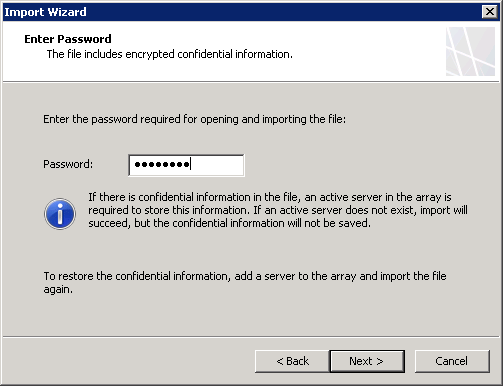 Import Wizard
Enter Password
The file includes encrypted confidential information.
Enter the password required for opening and importing the file:
Password: ●●●●●●●●
If there is confidential information in the file, an active server in the array is
required to store this information. If an active server does not exist, import will
succeed, but the confidential information will not be saved.
To restore the confidential information, add a server to the array and import the file
again.
< Back Next > Cancel